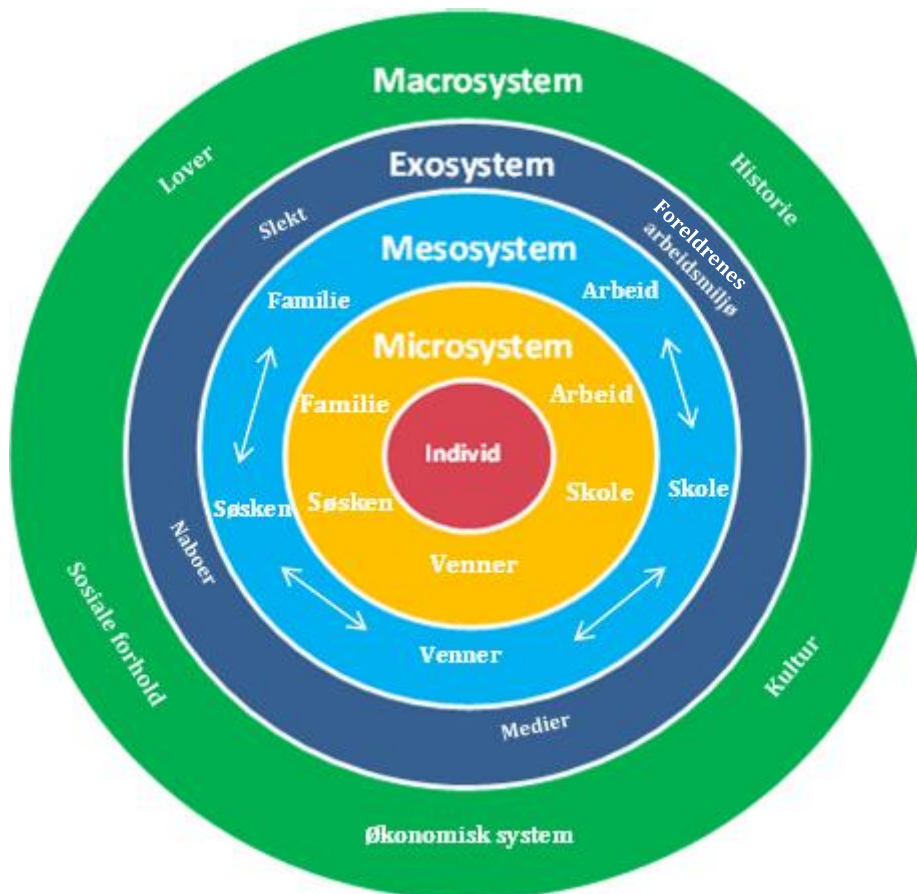 Macrosystem
Lover
Historie
Exosystem
Slekt
Foreldrenes
arbeidsmiljø
Mesosystem
Familie
Arbeid
Microsystem
Familie
Arbeid
Individ
Søsken
Søsken
Skole
Skole
Naboer
Venner
Venner
Sosiale forhold
Kultur
Medier
Økonomisk system